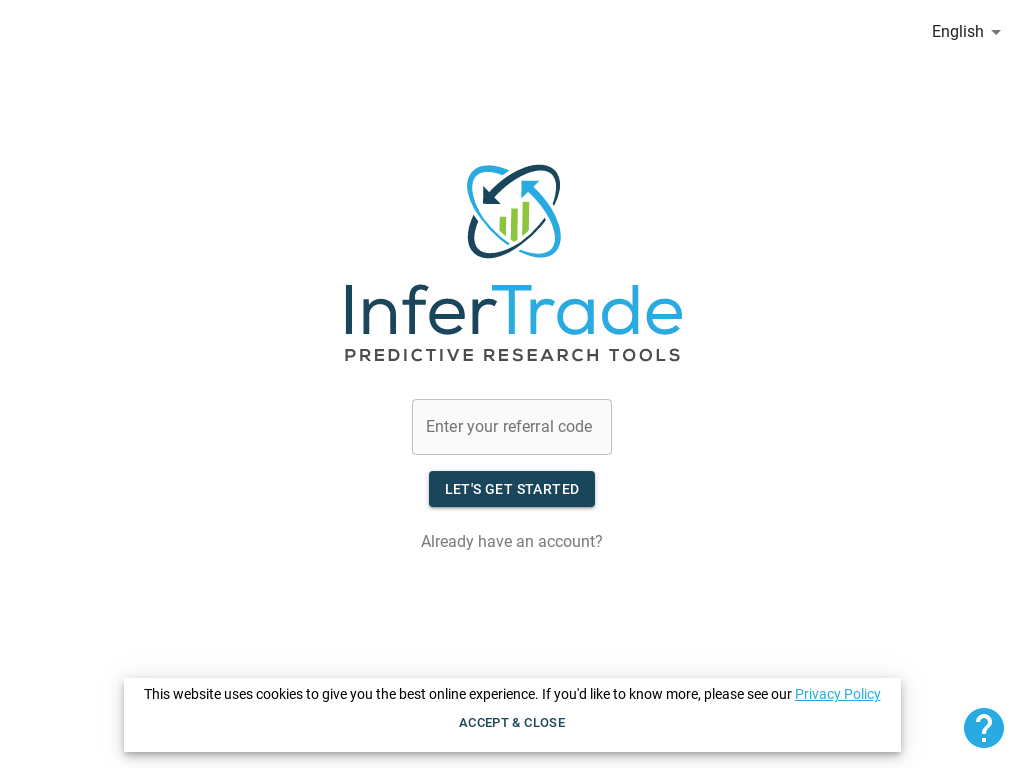 English
InferTrade
PREDICTIVE RESEARCH TOOLS
Enter your referral code
LET'S GET STARTED
Already have an account?
This website uses cookies to give you the best online experience. If you'd like to know more, please see our Privacy Policy
ACCEPT & CLOSE
?